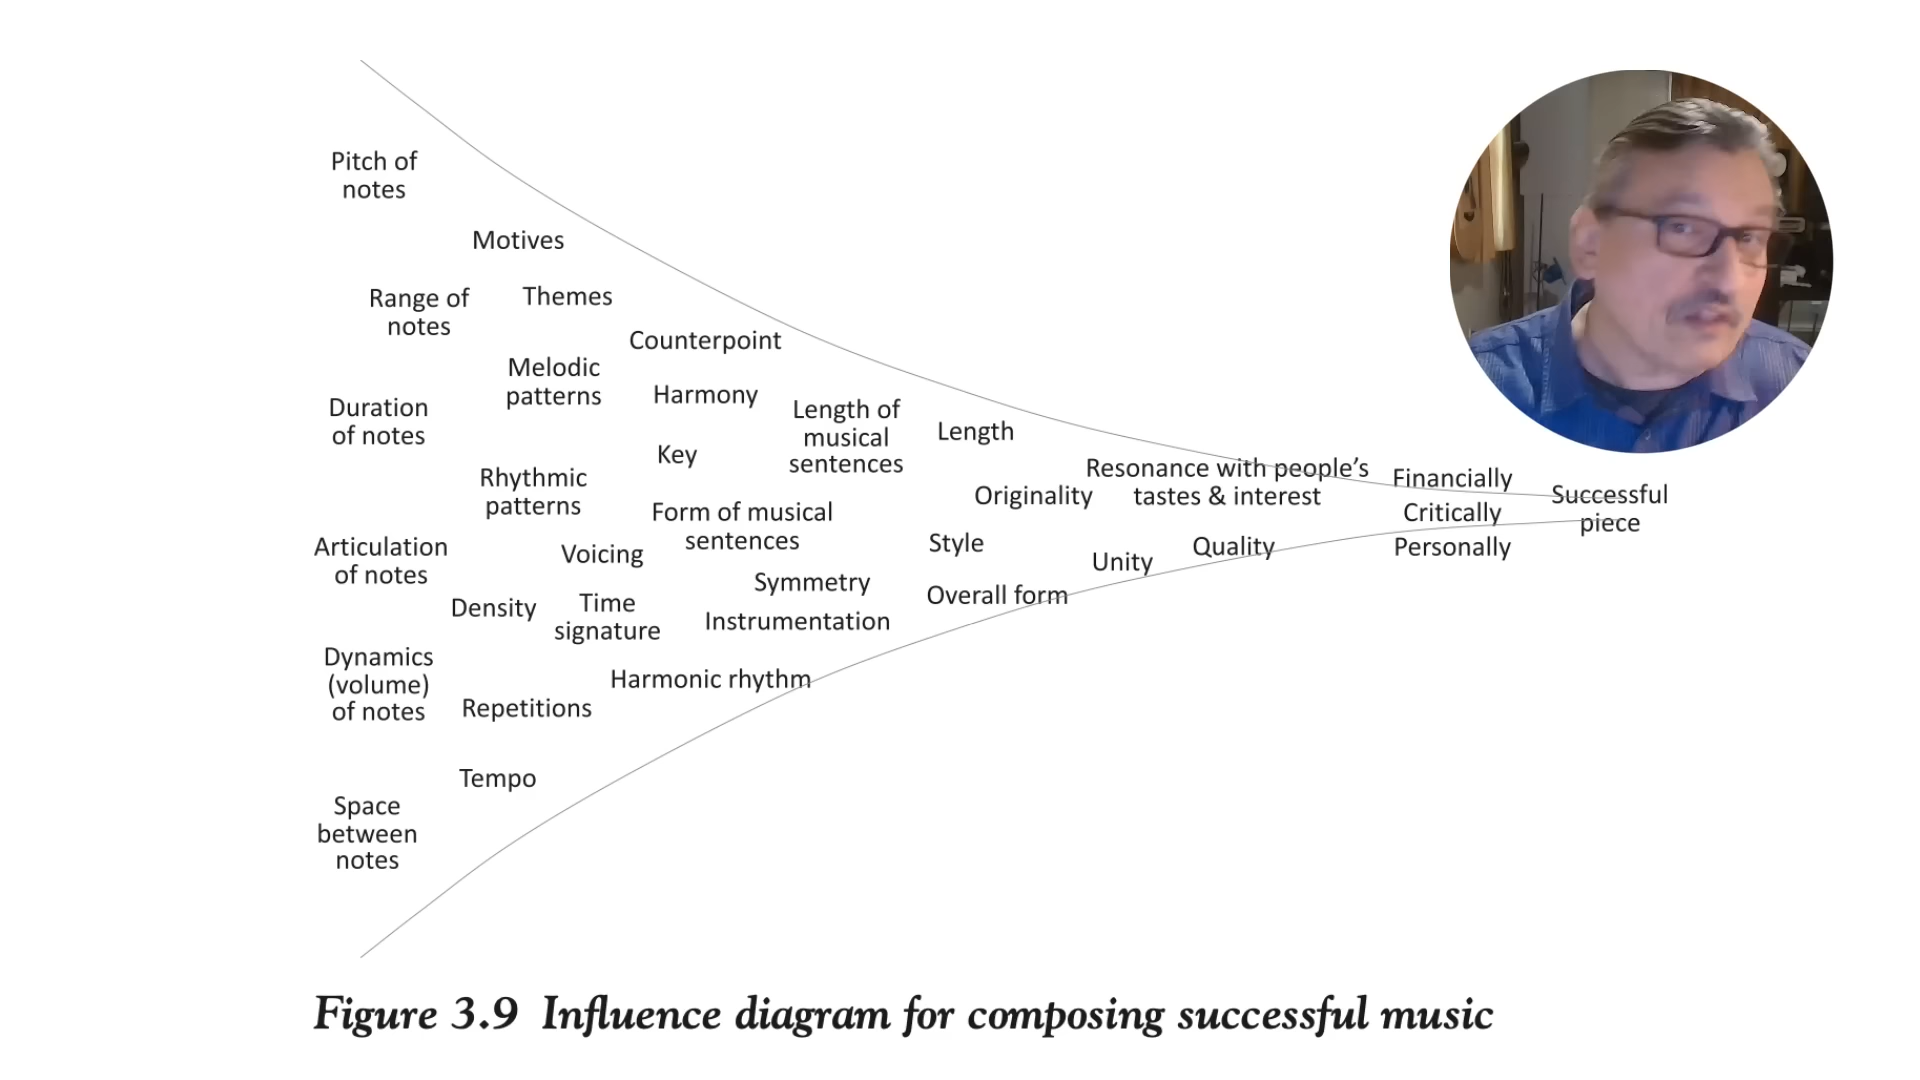 Pitch of
notes
Motives
Range of
notes
Themes
Counterpoint
Melodic
patterns
Harmony
Duration
of notes
Length of
musical
sentences
Length
Key
Rhythmic
patterns
Resonance with people's
tastes & interest
Originality
Financially
Critically
Personally
Successful
piece
Form of musical
sentences
Articulation
of notes
Voicing
Style
Unity
Quality
Symmetry
Overall form
Density
Time
signature
Instrumentation
Dynamics
(volume)
of notes
Harmonic rhythm
Repetitions
Tempo
Space
between
notes
Figure 3.9 Influence diagram for composing successful music